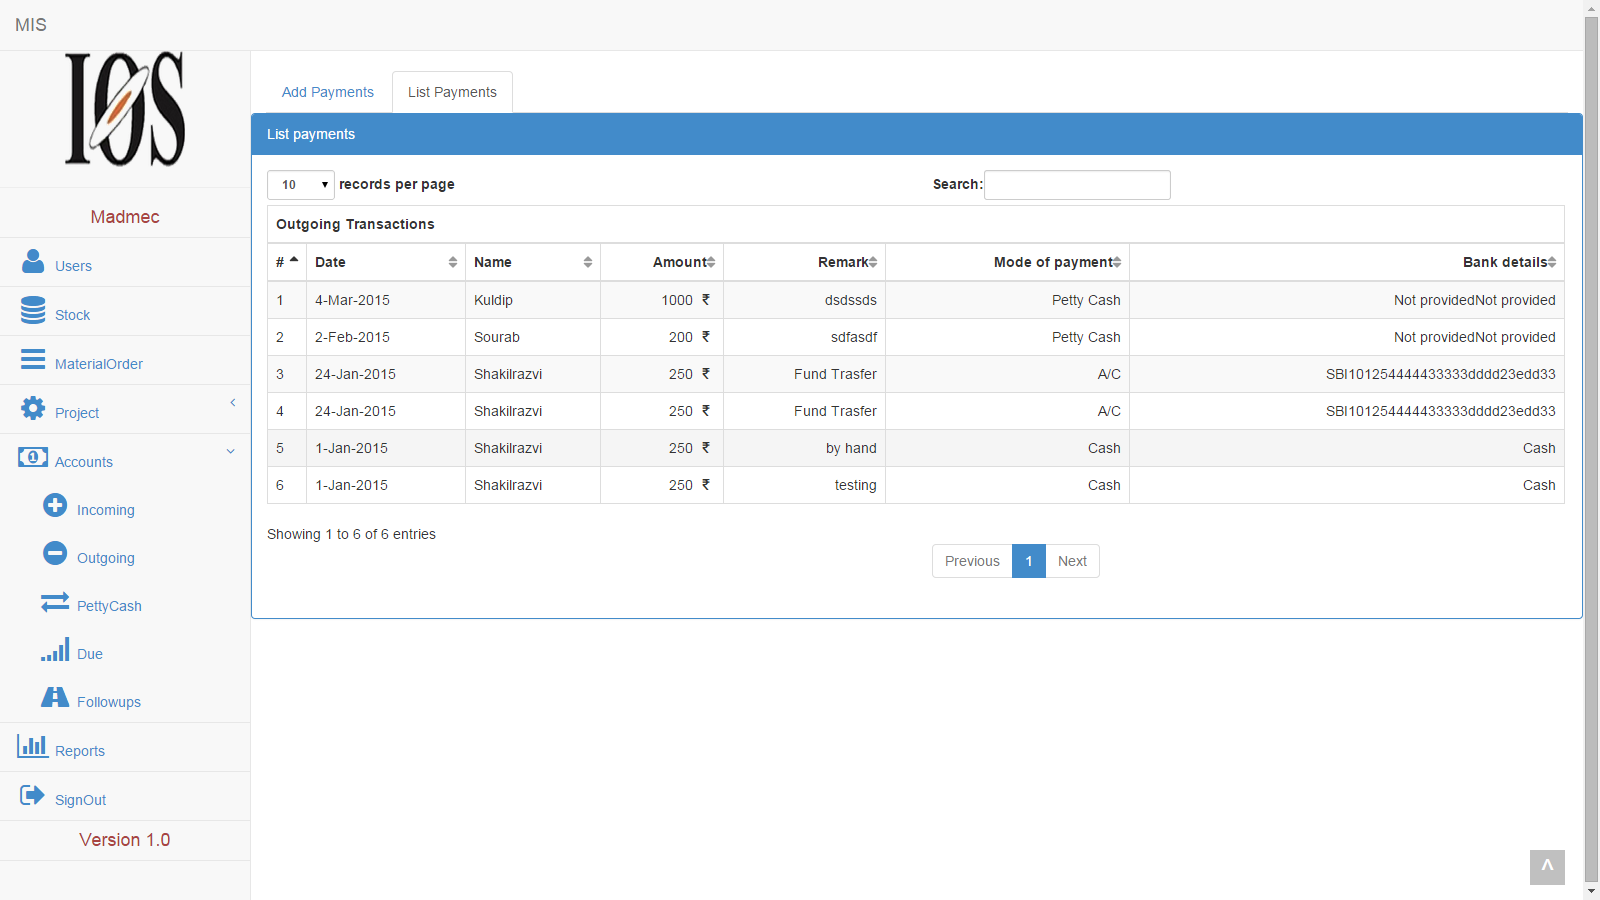 MIS
IOS
Madmec
Users
Stock
MaterialOrder
Project
Accounts
Incoming
Outgoing
PettyCash
Due
Followups
Reports
SignOut
Version 1.0
Add Payments List Payments
List payments
10 records per page Search:
Outgoing Transactions
# Date Name Amount Remark Mode of payment Bank details
1 4-Mar-2015 Kuldip 1000 ₹ dsdssds Petty Cash Not providedNot provided
2 2-Feb-2015 Sourab 200 ₹ sdfasdf Petty Cash Not providedNot provided
3 24-Jan-2015 Shakilrazvi 250 ₹ Fund Trasfer A/C SBI101254444433333dddd23edd33
4 24-Jan-2015 Shakilrazvi 250 ₹ Fund Trasfer A/C SBI101254444433333dddd23edd33
5 1-Jan-2015 Shakilrazvi 250 ₹ by hand Cash Cash
6 1-Jan-2015 Shakilrazvi 250 ₹ testing Cash Cash
Showing 1 to 6 of 6 entries
Previous 1 Next
^